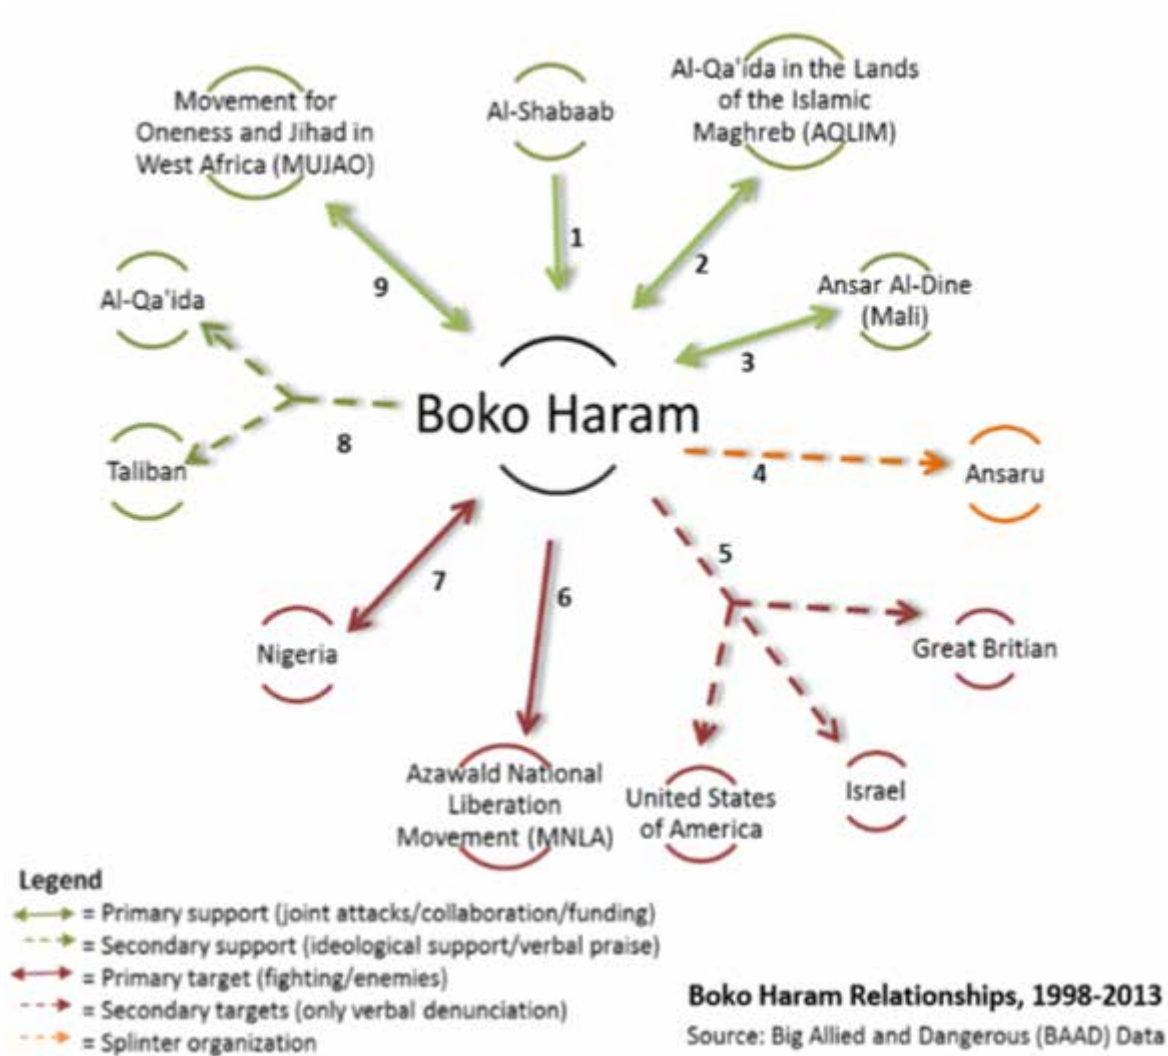 Movement for
Oneness and Jihad in
West Africa (MUJAO)
Al-Shabaab
Al-Qa'ida in the Lands
of the Islamic
Maghreb (AQLIM)
1
2
9
Al-Qa'ida
Ansar Al-Dine
(Mali)
3
Boko Haram
8
Taliban
4
Ansaru
5
7
6
Nigeria
Great Britian
Azawald National
Liberation
Movement (MNLA)
United States
of America
Israel
Legend
= Primary support (joint attacks/collaboration/funding)
= Secondary support (ideological support/verbal praise)
= Primary target (fighting/enemies)
= Secondary targets (only verbal denunciation)
= Splinter organization
Boko Haram Relationships, 1998-2013
Source: Big Allied and Dangerous (BAAD) Data